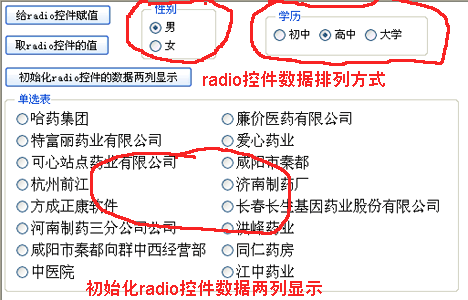 给radio控件赋值
性别
学历
男
初中 高中 大学
取radio控件的值
女
初始化radio控件的数据两列显示
radio控件数据排列方式
单选表
哈药集团 廉价医药有限公司
特富丽药业有限公司 爱心药业
可心站点药业有限公司 咸阳市秦都
杭州前江 济南制药厂
方成正康软件 长春长生基因药业股份有限公司
河南制药三分公司公司 洪峰药业
咸阳市秦都向群中西经营部 同仁药房
中医院 江中药业
初始化radio控件数据两列显示